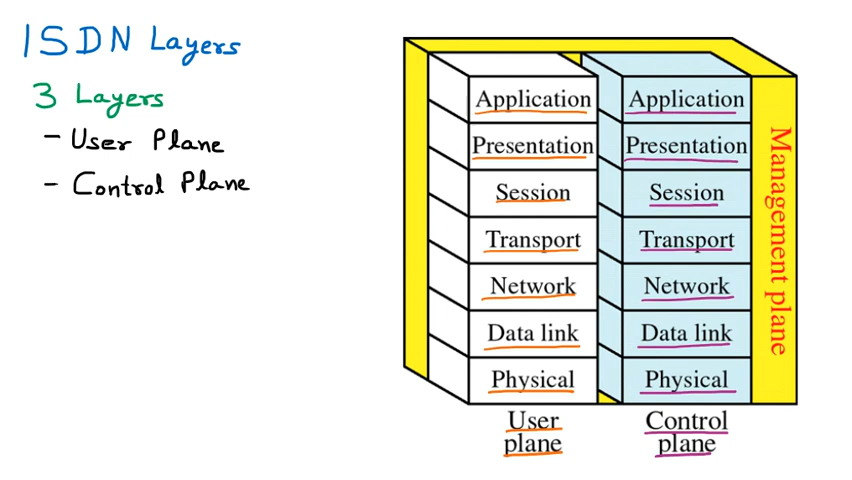 ISDN Layers
3 Layers
- User Plane
- Control Plane
Application
Presentation
Session
Transport
Network
Data link
Physical
User
plane
Application
Presentation
Session
Transport
Network
Data link
Physical
Control
plane
Management plane